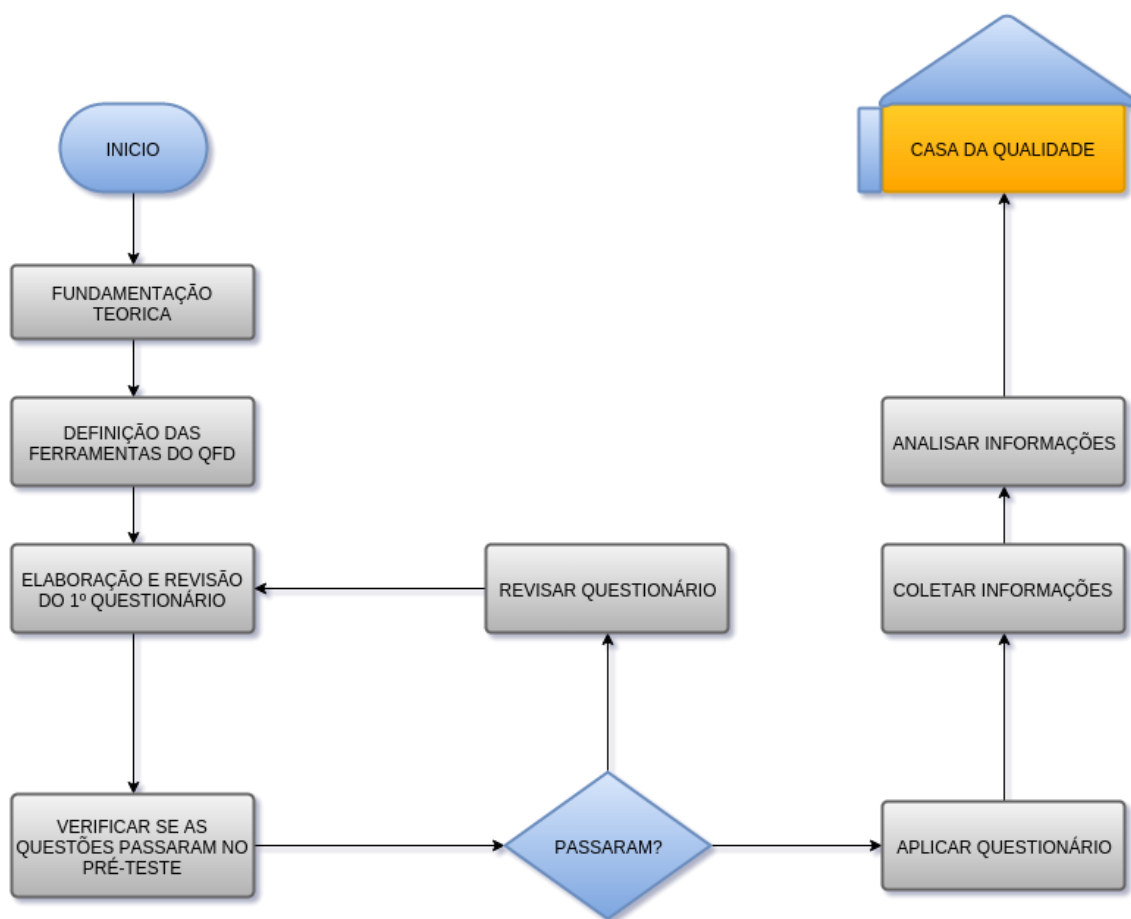 INICIO
FUNDAMENTAÇÃO
TEORICA
DEFINIÇÃO DAS
FERRAMENTAS DO QFD
ELABORAÇÃO E REVISÃO
DO 1º QUESTIONÁRIO
VERIFICAR SE AS
QUESTÕES PASSARAM NO
PRÉ-TESTE
PASSARAM?
REVISAR QUESTIONÁRIO
APLICAR QUESTIONÁRIO
COLETAR INFORMAÇÕES
ANALISAR INFORMAÇÕES
CASA DA QUALIDADE